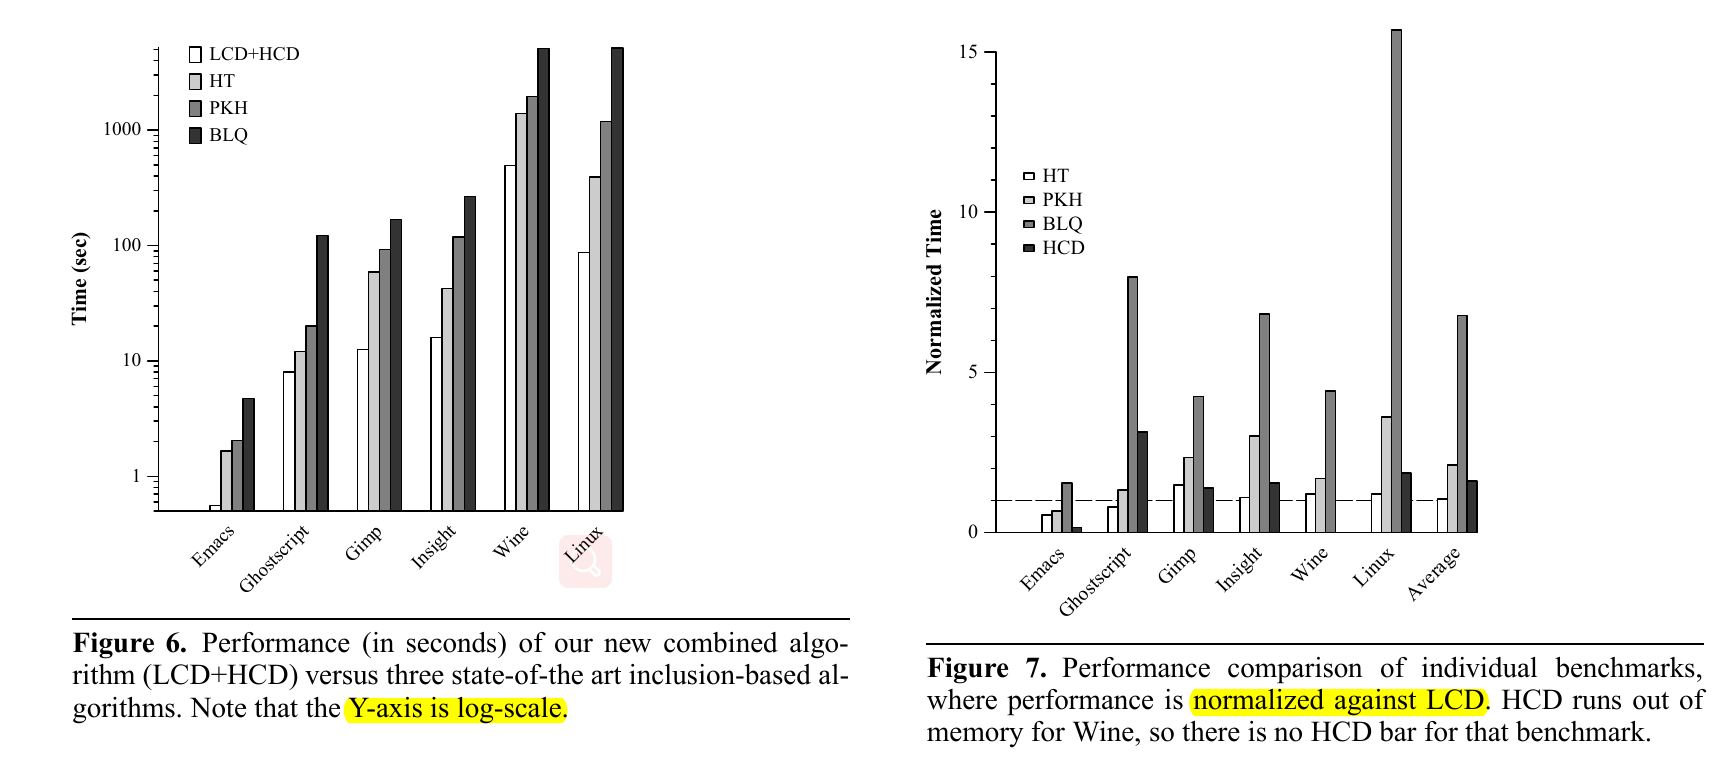 LCD+HCD
HT
PKH
BLQ
1000
100
10
1
Time (sec)
Emacs
Ghostscript
Gimp
Insight
Wine
Linux
Figure 6. Performance (in seconds) of our new combined algo-
rithm (LCD+HCD) versus three state-of-the art inclusion-based al-
gorithms. Note that the Y-axis is log-scale.
15
10
5
0
Normalized Time
HT
PKH
BLQ
HCD
Emacs
Ghostscript
Gimp
Insight
Wine
Linux
Average
Figure 7. Performance comparison of individual benchmarks,
where performance is normalized against LCD. HCD runs out of
memory for Wine, so there is no HCD bar for that benchmark.